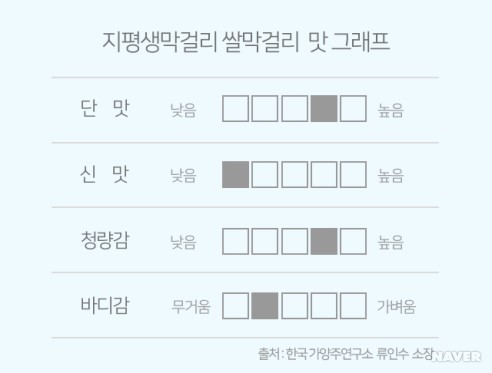 지평생막걸리 쌀막걸리 맛 그래프
단 맛 낮음 높음
신 맛 낮음 높음
청량감 낮음 높음
바디감 무거움 가벼움
출처 : 한국가양주연구소 류인수 소장
NAVER